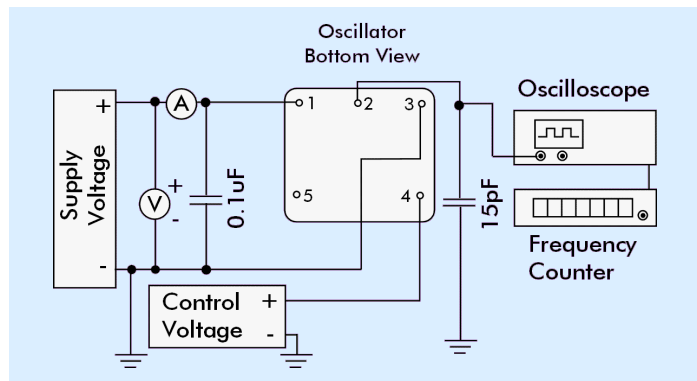 Oscillator
Bottom View
Oscilloscope
+
A
1
2
3
Supply
Voltage
V
+
-
0.1uF
5
4
15pF
-
Frequency
Counter
Control
Voltage
+
-